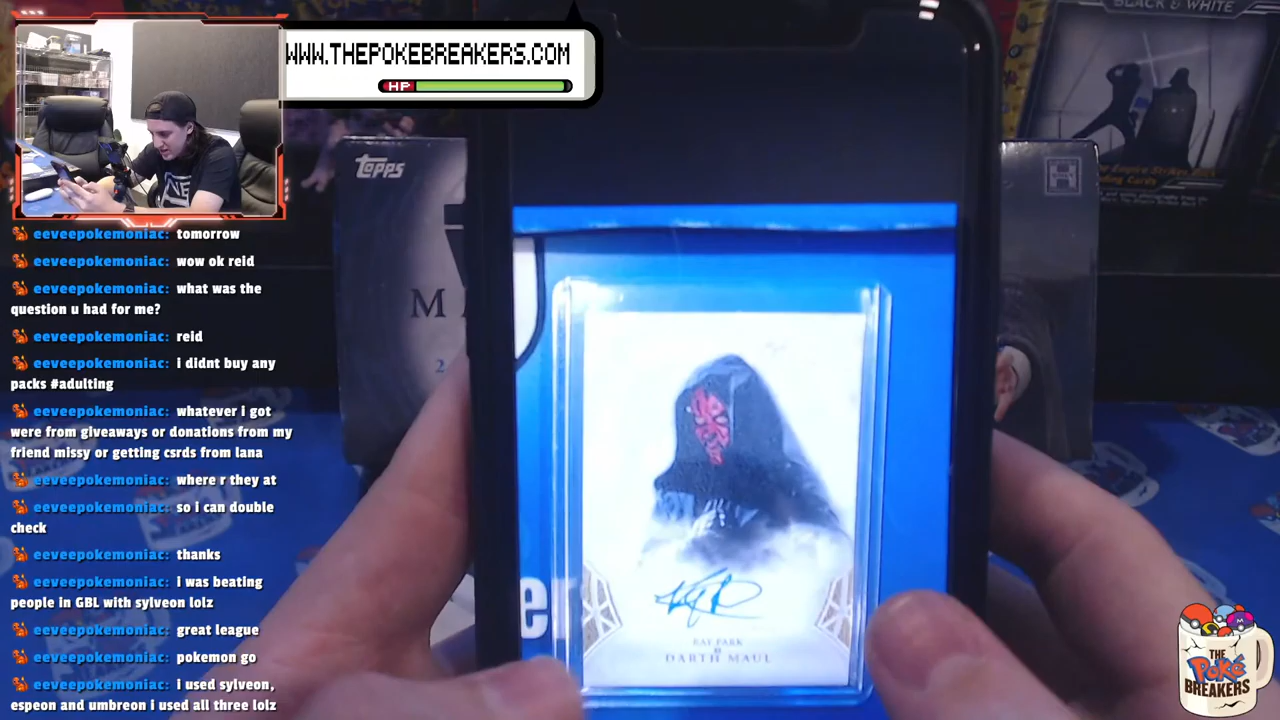 WWW.THEPOKEBREAKERS.COM
HP
BLACK & WHITE
topps
M
2
H
eeveepokemoniac: tomorrow
eeveepokemoniac: wow ok reid
eeveepokemoniac: what was the
question u had for me?
eeveepokemoniac: reid
eeveepokemoniac: i didnt buy any
packs #adulting
eeveepokemoniac: whatever i got
were from giveaways or donations from my
friend missy or getting csrds from lana
eeveepokemoniac: where r they at
eeveepokemoniac: so i can double
check
eeveepokemoniac: thanks
eeveepokemoniac: i was beating
people in GBL with sylveon lolz
eeveepokemoniac: great league
eeveepokemoniac: pokemon go
eeveepokemoniac: i used sylveon,
espeon and umbreon i used all three lolz
er
RAY PARK
DARTH MAUL
THE
Poké
BREAKERS